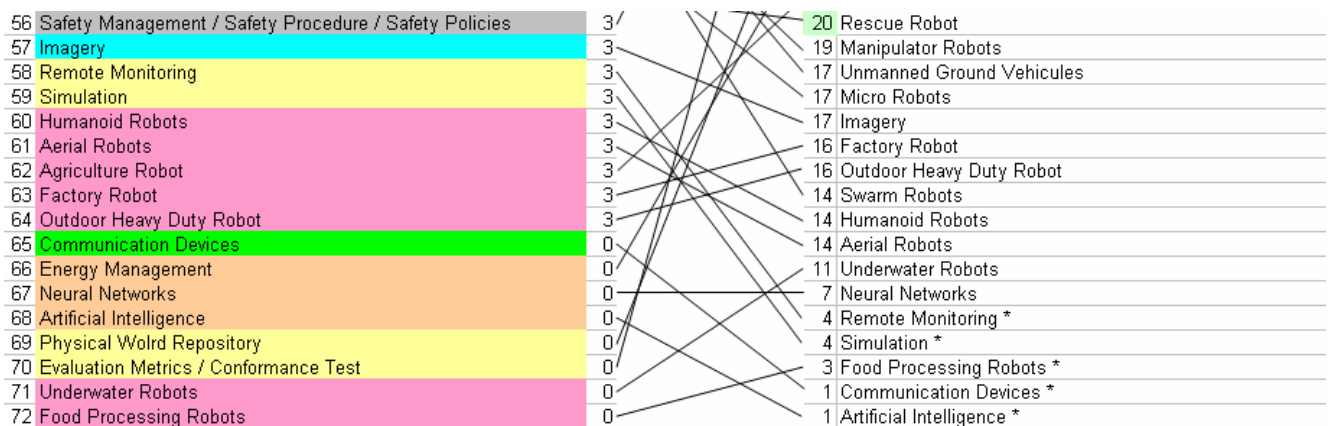 56 Safety Management / Safety Procedure / Safety Policies 3 20 Rescue Robot
57 Imagery 3 19 Manipulator Robots
58 Remote Monitoring 3 17 Unmanned Ground Vehicules
59 Simulation 3 17 Micro Robots
60 Humanoid Robots 3 17 Imagery
61 Aerial Robots 3 16 Factory Robot
62 Agriculture Robot 3 16 Outdoor Heavy Duty Robot
63 Factory Robot 3 14 Swarm Robots
64 Outdoor Heavy Duty Robot 3 14 Humanoid Robots
65 Communication Devices 0 14 Aerial Robots
66 Energy Management 0 11 Underwater Robots
67 Neural Networks 0 7 Neural Networks
68 Artificial Intelligence 0 4 Remote Monitoring *
69 Physical Wolrd Repository 0 4 Simulation *
70 Evaluation Metrics / Conformance Test 0 3 Food Processing Robots *
71 Underwater Robots 0 1 Communication Devices *
72 Food Processing Robots 0 1 Artificial Intelligence *